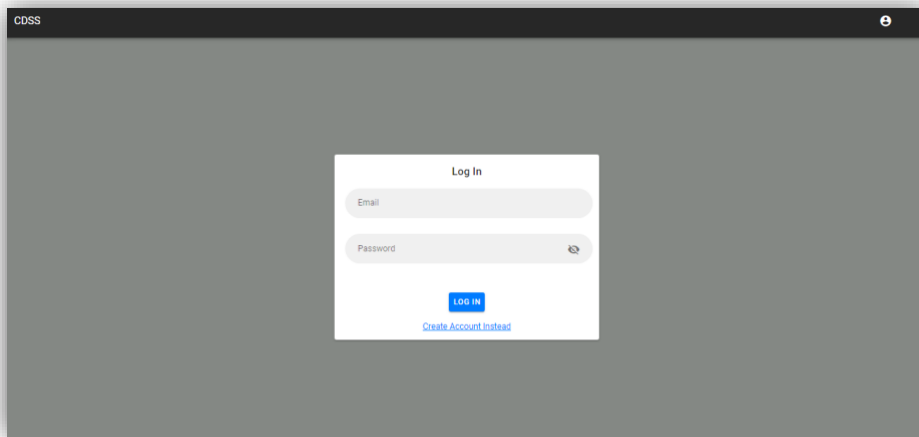 CDSS
Log In
Email
Password
LOG IN
Create Account Instead